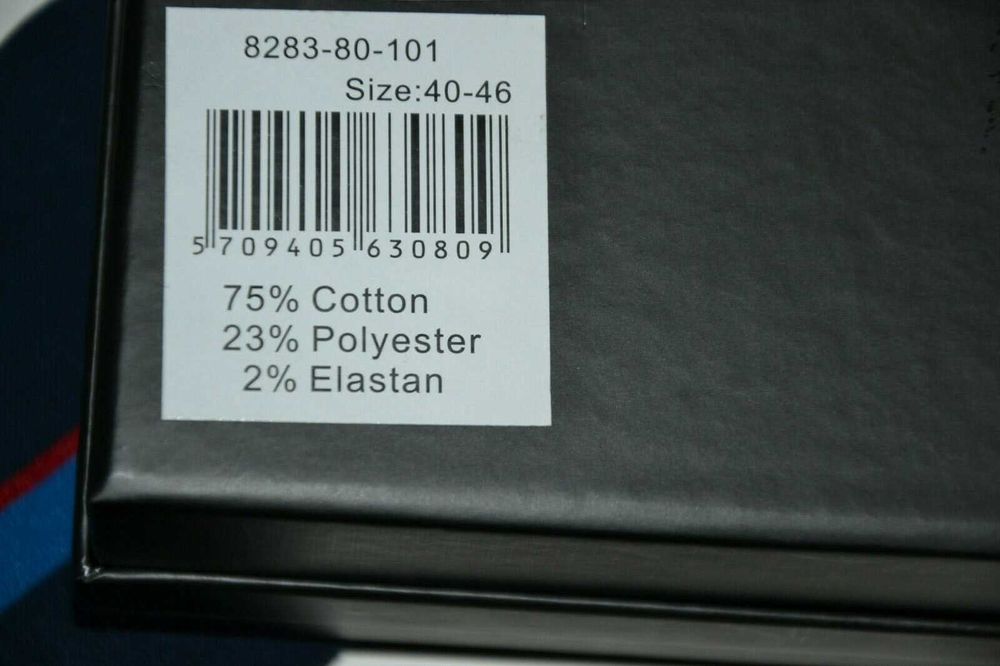 8283-80-101
Size:40-46
5 709405 630809
75% Cotton
23% Polyester
2% Elastan